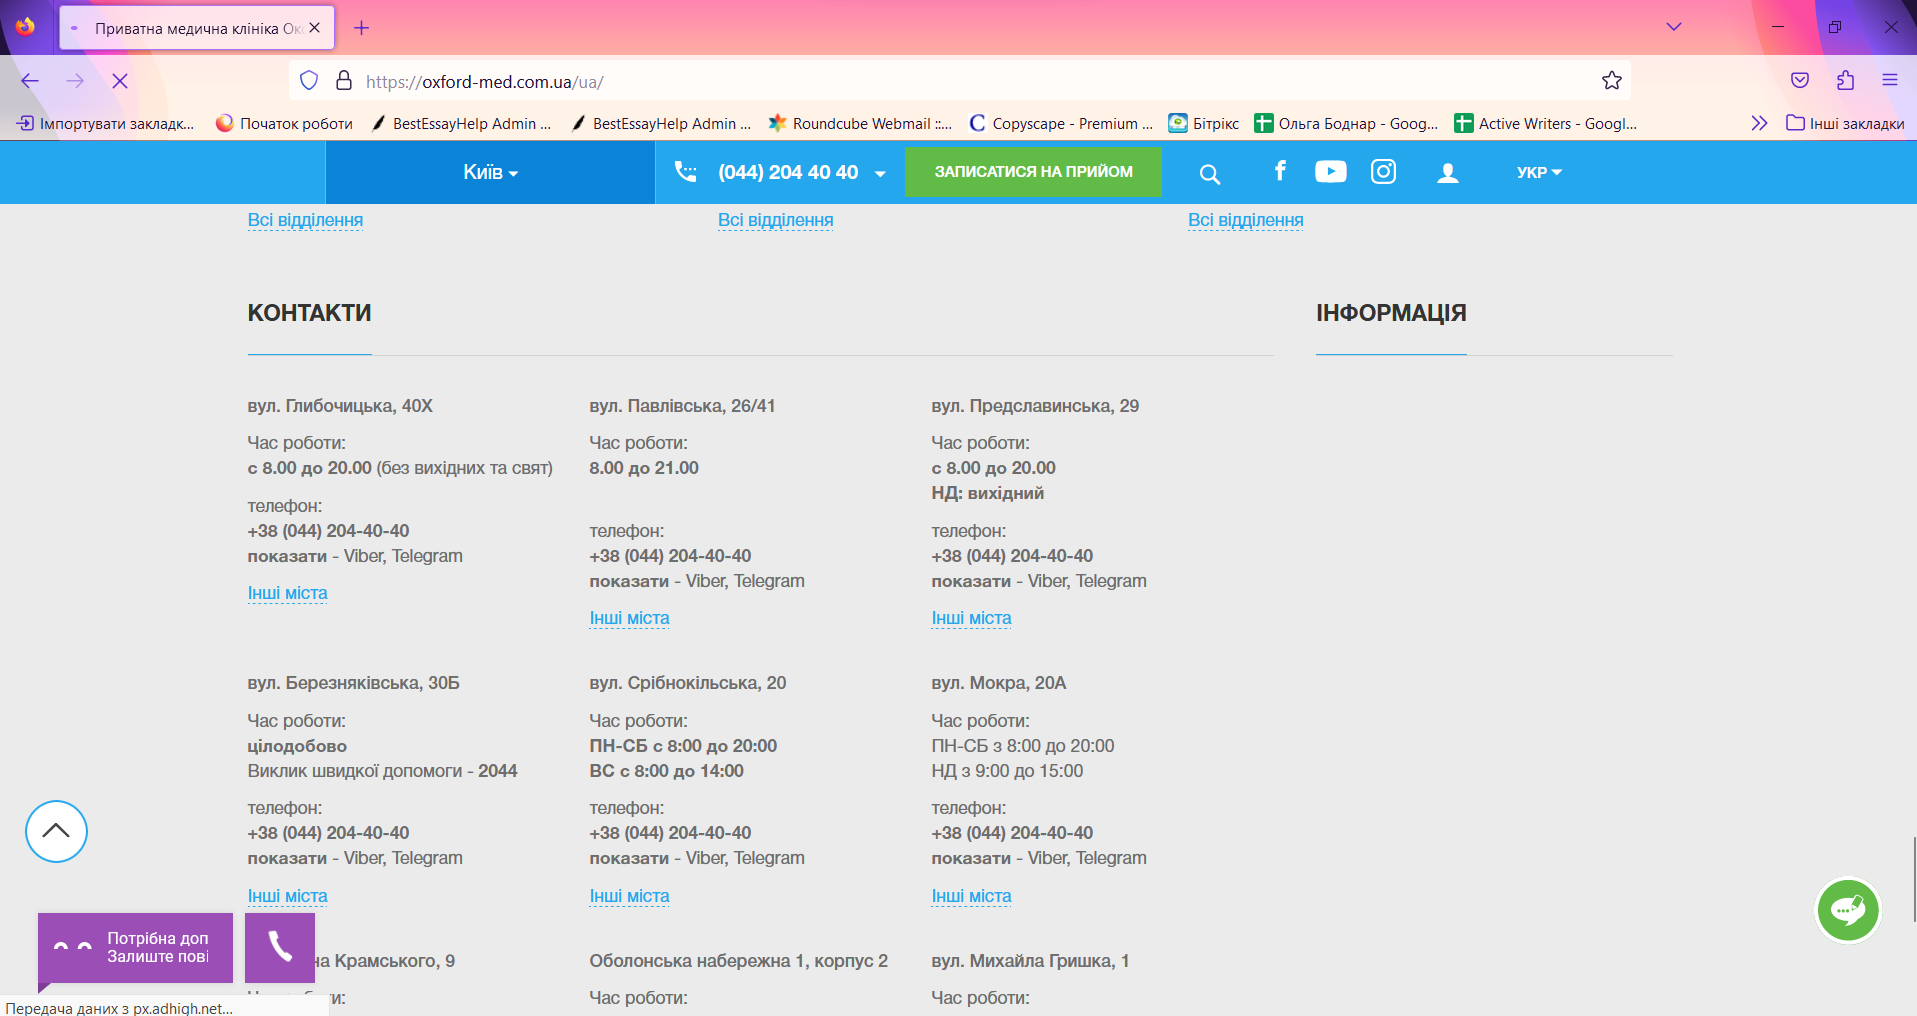 Приватна медична клініка Окс
https://oxford-med.com.ua/ua/
Імпортувати закладк...
Початок роботи
BestEssayHelp Admin ...
BestEssayHelp Admin ...
Roundcube Webmail ::...
Copyscape - Premium ...
Бітрікс
Ольга Боднар - Goog...
Active Writers - Googl...
Інші закладки
Київ
(044) 204 40 40
ЗАПИСАТИСЯ НА ПРИЙОМ
УКР
Всі відділення
Всі відділення
Всі відділення
КОНТАКТИ
ІНФОРМАЦІЯ
вул. Глибочицька, 40Х
Час роботи:
с 8.00 до 20.00 (без вихідних та свят)
телефон:
+38 (044) 204-40-40
показати - Viber, Telegram
Інші міста
вул. Павлівська, 26/41
Час роботи:
8.00 до 21.00
телефон:
+38 (044) 204-40-40
показати - Viber, Telegram
Інші міста
вул. Предславинська, 29
Час роботи:
с 8.00 до 20.00
НД: вихідний
телефон:
+38 (044) 204-40-40
показати - Viber, Telegram
Інші міста
вул. Березняківська, 30Б
Час роботи:
цілодобово
Виклик швидкої допомоги - 2044
телефон:
+38 (044) 204-40-40
показати - Viber, Telegram
Інші міста
вул. Срібнокільська, 20
Час роботи:
ПН-СБ с 8:00 до 20:00
ВС с 8:00 до 14:00
телефон:
+38 (044) 204-40-40
показати - Viber, Telegram
Інші міста
вул. Мокра, 20А
Час роботи:
ПН-СБ з 8:00 до 20:00
НД з 9:00 до 15:00
телефон:
+38 (044) 204-40-40
показати - Viber, Telegram
Інші міста
Потрібна доп
Залиште пові
на Крамського, 9
Оболонська набережна 1, корпус 2
Час роботи:
вул. Михайла Гришка, 1
Час роботи:
Передача даних з px.adhigh.net...